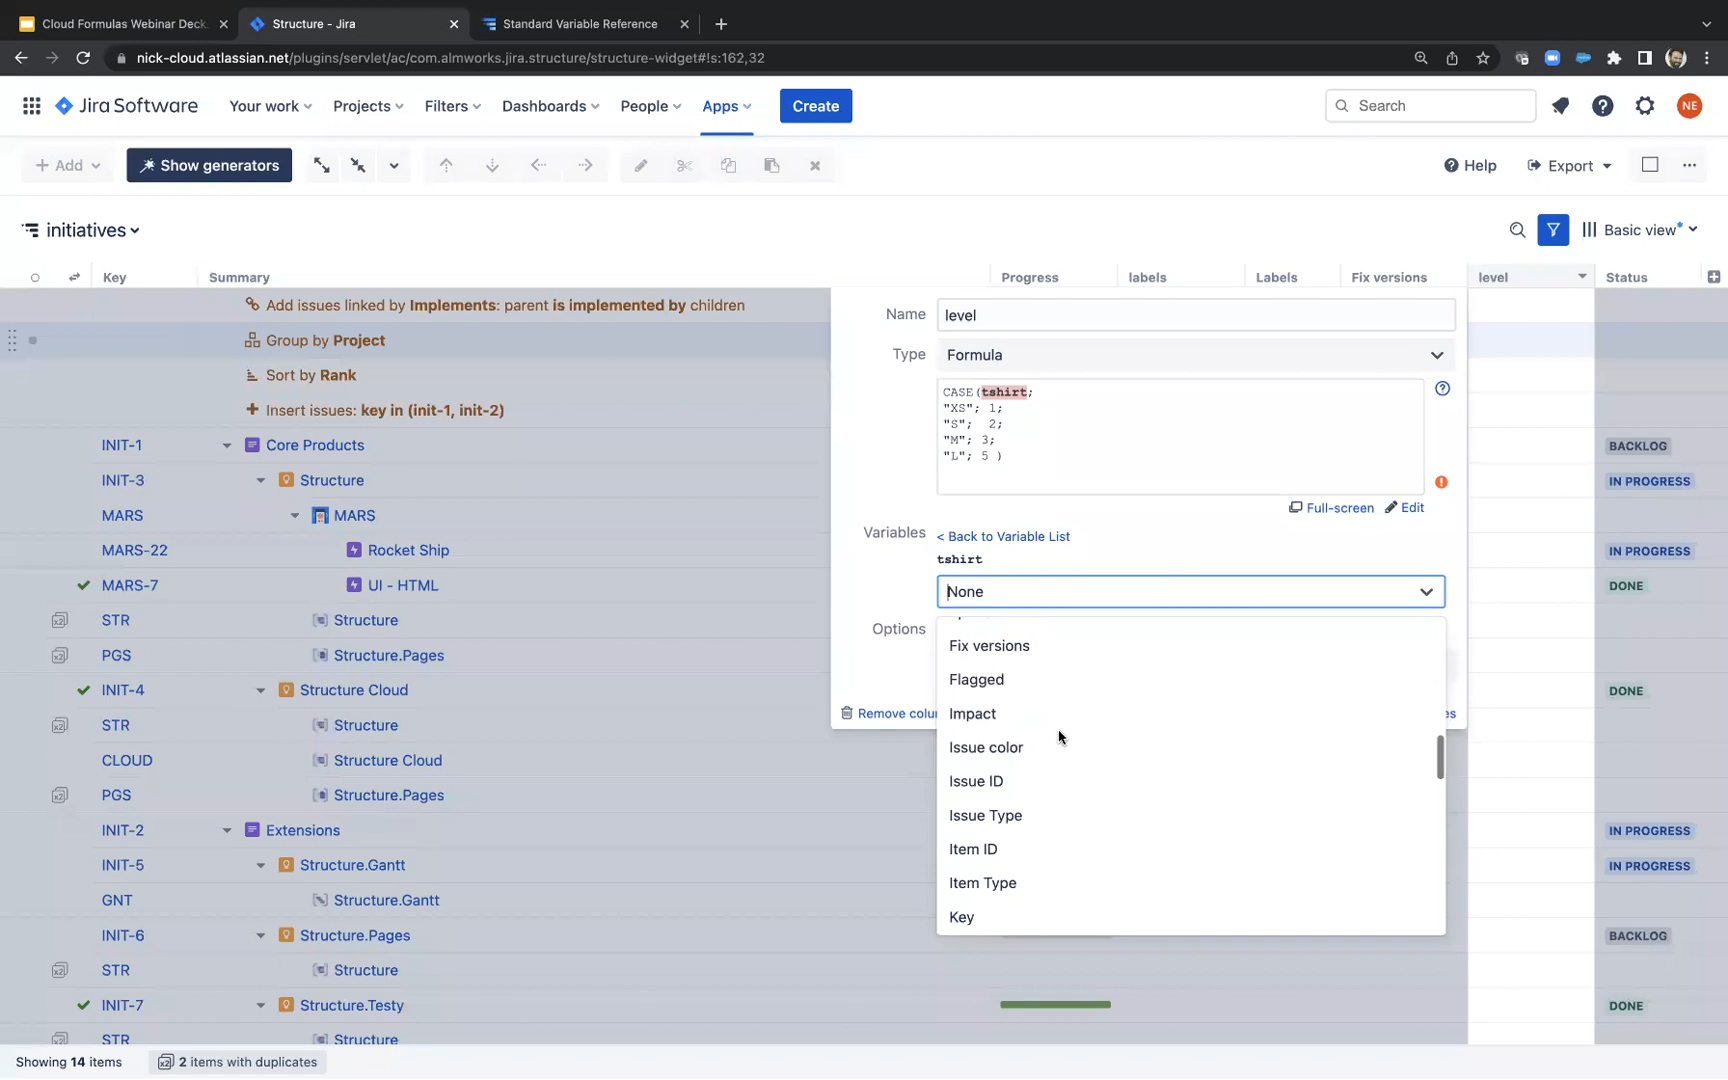 Cloud Formulas Webinar Deck
Structure - Jira
Standard Variable Reference
nick-cloud.atlassian.net/plugins/servlet/ac/com.almworks.jira.structure/structure-widget#!s:162,32
Jira Software
Your work
Projects
Filters
Dashboards
People
Apps
Create
Search
NE
Add
Show generators
Help
Export
initiatives
Basic view*
Key
Summary
Progress
labels
Labels
Fix versions
level
Status
Add issues linked by Implements: parent is implemented by children
Group by Project
Sort by Rank
Insert issues: key in (init-1, init-2)
INIT-1 Core Products BACKLOG
INIT-3 Structure IN PROGRESS
MARS MARS
MARS-22 Rocket Ship IN PROGRESS
MARS-7 UI - HTML DONE
x2 STR Structure
x2 PGS Structure.Pages
INIT-4 Structure Cloud DONE
x2 STR Structure
CLOUD Structure Cloud
x2 PGS Structure.Pages
INIT-2 Extensions IN PROGRESS
INIT-5 Structure.Gantt IN PROGRESS
GNT Structure.Gantt
INIT-6 Structure.Pages BACKLOG
x2 STR Structure
INIT-7 Structure.Testy DONE
x2 STR Structure
Name level
Type Formula
CASE(tshirt;
"XS"; 1;
"S";  2;
"M"; 3;
"L"; 5 )
Full-screen Edit
Variables < Back to Variable List
tshirt
None
Options
Fix versions
Flagged
Impact
Issue color
Issue ID
Issue Type
Item ID
Item Type
Key
Remove colu
es
Showing 14 items
x2 2 items with duplicates